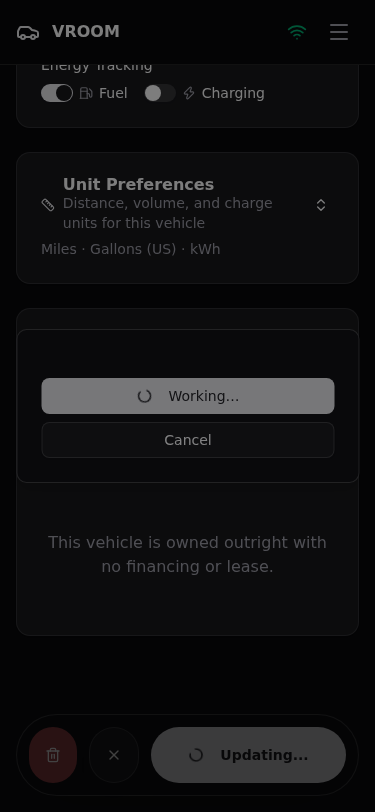 VROOM
Energy Tracking
Fuel
Charging
Unit Preferences
Distance, volume, and charge
units for this vehicle
Miles · Gallons (US) · kWh
Working...
Cancel
This vehicle is owned outright with
no financing or lease.
Updating...